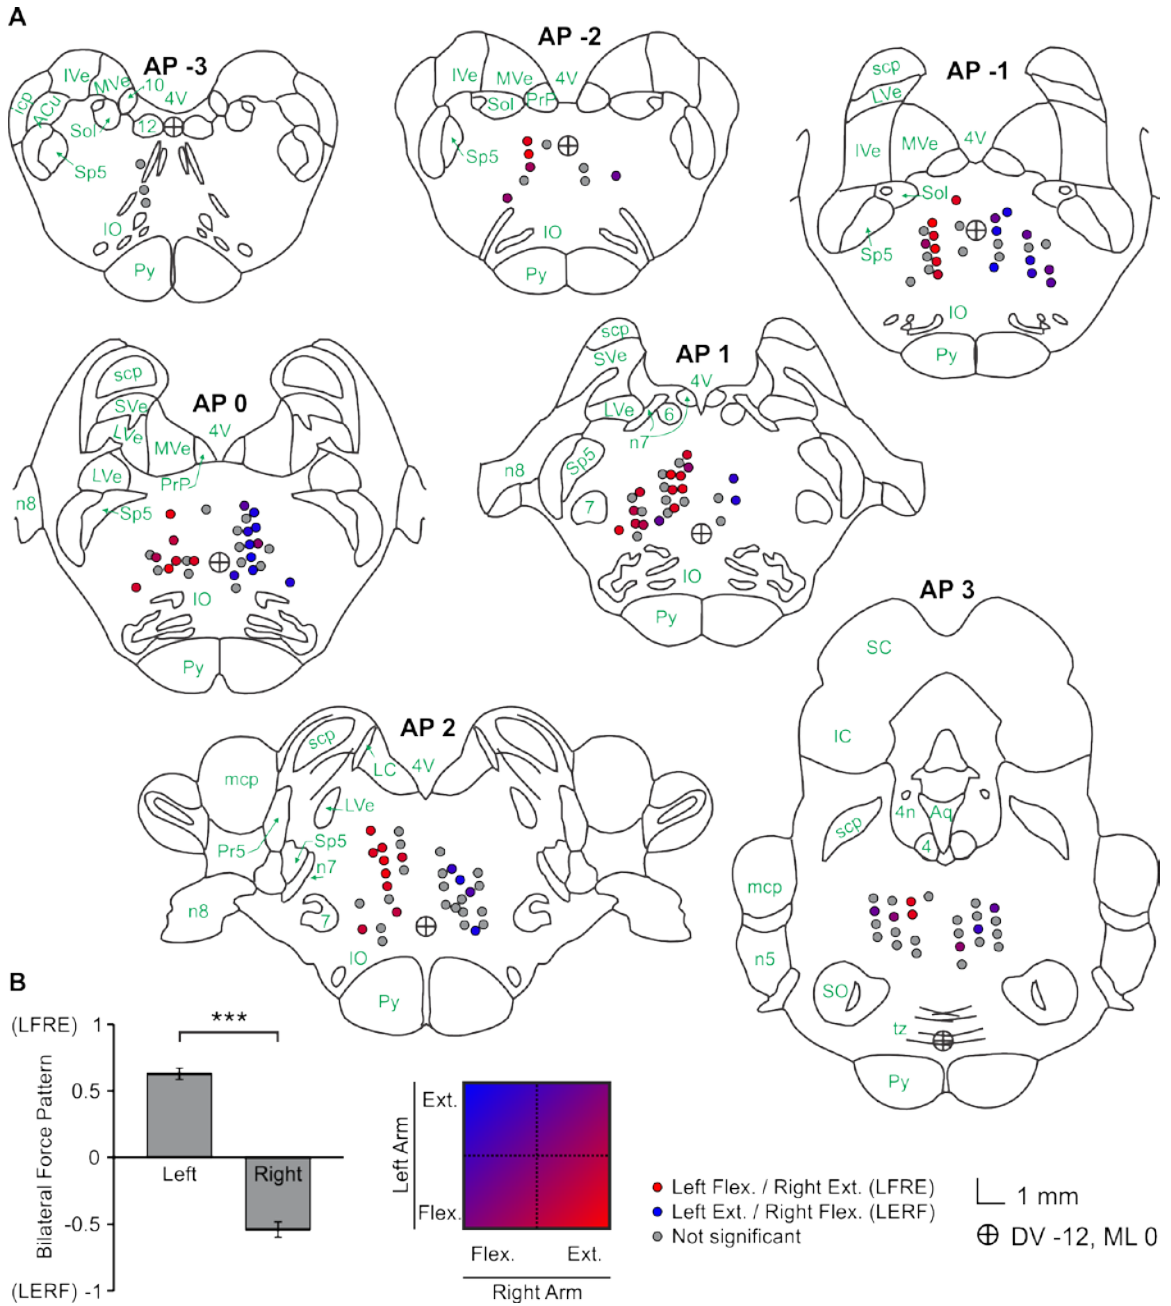 A
AP -3
IVe
MVe
10
4V
icp
ACu
Sol
12
Sp5
IO
Py
AP -2
IVe
MVe
4V
Sol
PrP
Sp5
IO
Py
AP -1
scp
LVe
IVe
MVe
4V
Sol
Sp5
IO
Py
AP 0
scp
SVe
LVe
MVe
4V
LVe
PrP
n8
Sp5
IO
Py
AP 1
scp
SVe
4V
LVe
6
n7
n8
Sp5
7
IO
Py
AP 2
scp
LC
4V
mcp
LVe
Pr5
Sp5
n7
n8
7
IO
Py
AP 3
SC
IC
4n
Aq
scp
4
mcp
n5
SO
tz
Py
B
(LFRE)
1
***
0.5
0
-0.5
(LERF) -1
Bilateral Force Pattern
Left
Right
Ext.
Left Arm
Flex.
Flex.
Ext.
Right Arm
Left Flex. / Right Ext. (LFRE)
Left Ext. / Right Flex. (LERF)
Not significant
1 mm
DV -12, ML 0